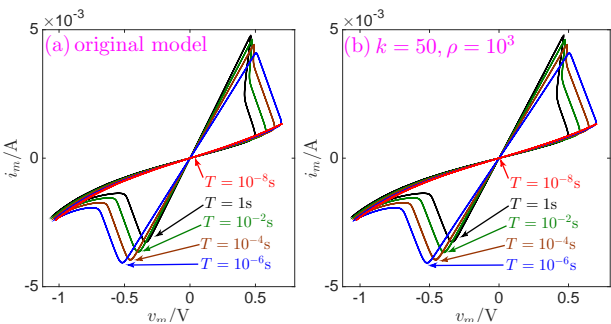 ×10⁻³
(a) original model
5
0
-5
i_m/A
T = 10⁻⁸s
T = 1s
T = 10⁻²s
T = 10⁻⁴s
T = 10⁻⁶s
-1 -0.5 0 0.5
v_m/V
×10⁻³
(b) k = 50, ρ = 10³
5
0
-5
i_m/A
T = 10⁻⁸s
T = 1s
T = 10⁻²s
T = 10⁻⁴s
T = 10⁻⁶s
-1 -0.5 0 0.5
v_m/V